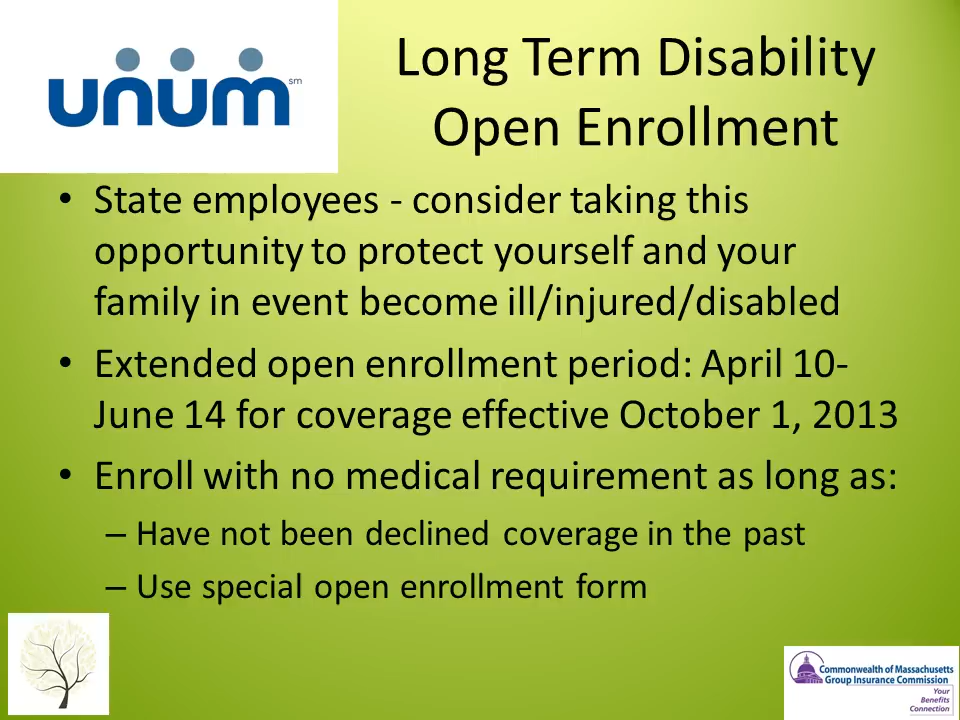 unum℠
Long Term Disability
Open Enrollment
• State employees - consider taking this
opportunity to protect yourself and your
family in event become ill/injured/disabled
• Extended open enrollment period: April 10-
June 14 for coverage effective October 1, 2013
• Enroll with no medical requirement as long as:
– Have not been declined coverage in the past
– Use special open enrollment form
Commonwealth of Massachusetts
Group Insurance Commission
Your
Benefits
Connection